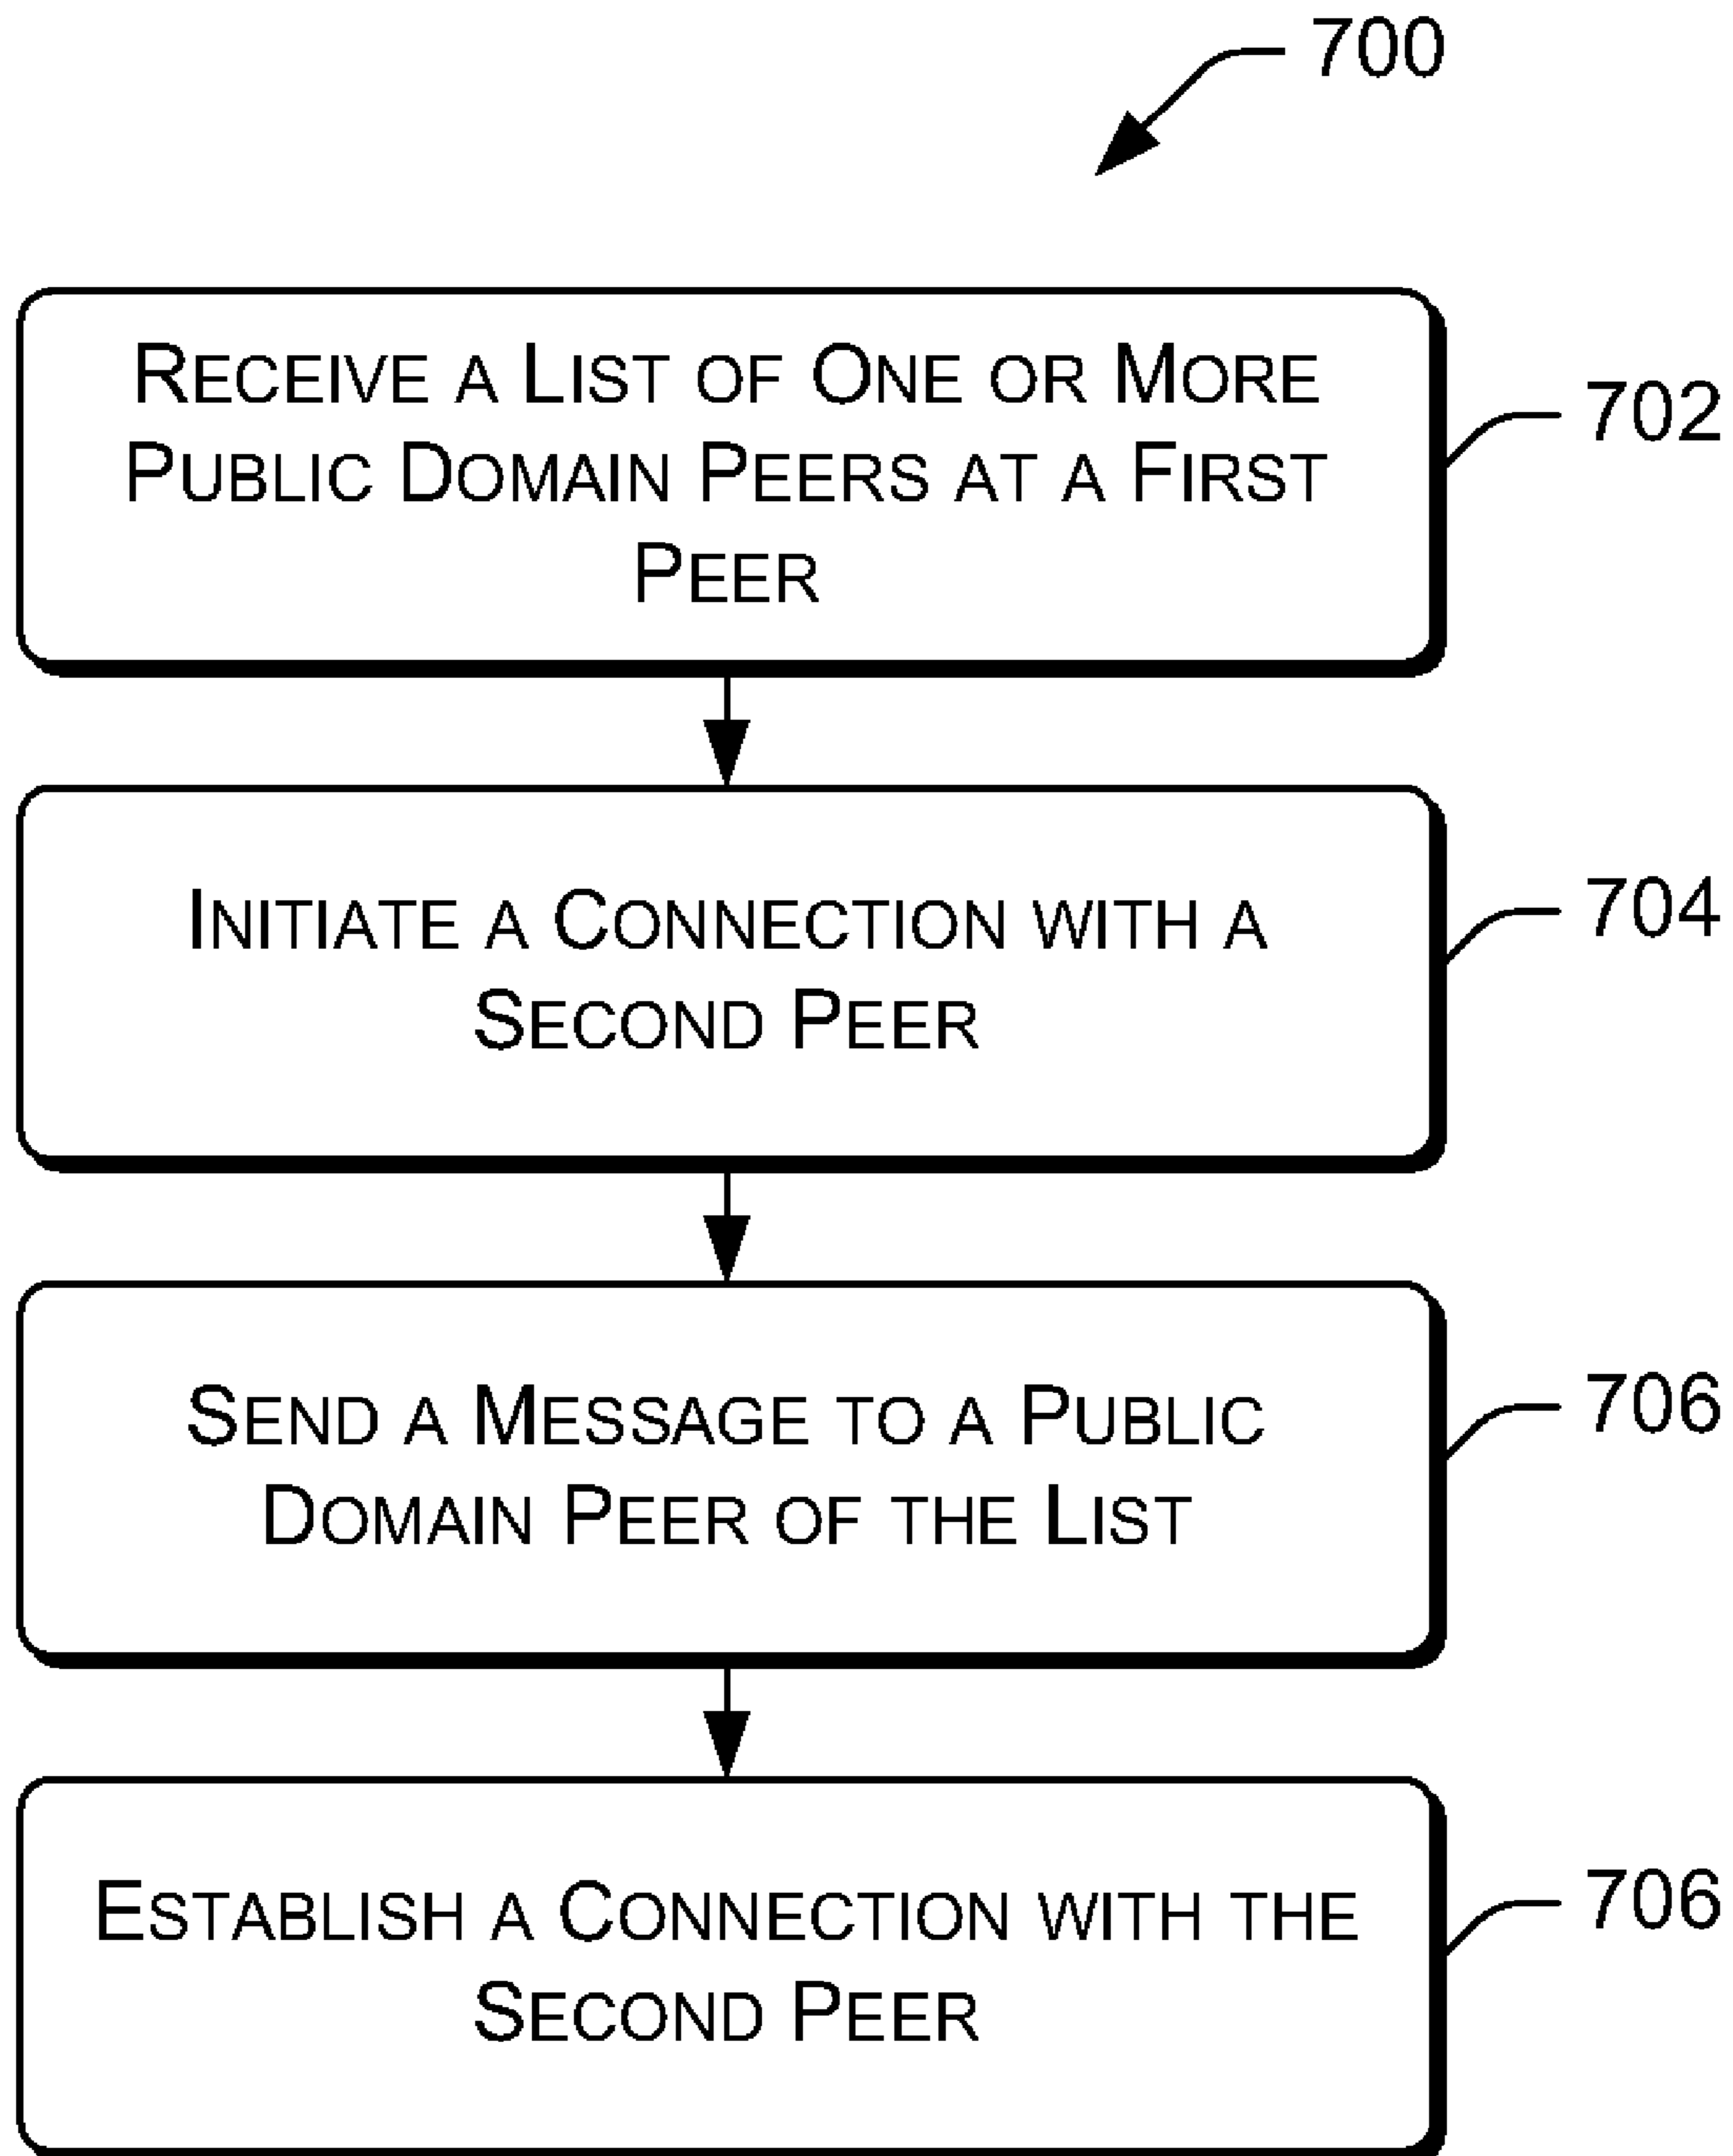 700
RECEIVE A LIST OF ONE OR MORE
PUBLIC DOMAIN PEERS AT A FIRST
PEER
702
INITIATE A CONNECTION WITH A
SECOND PEER
704
SEND A MESSAGE TO A PUBLIC
DOMAIN PEER OF THE LIST
706
ESTABLISH A CONNECTION WITH THE
SECOND PEER
706